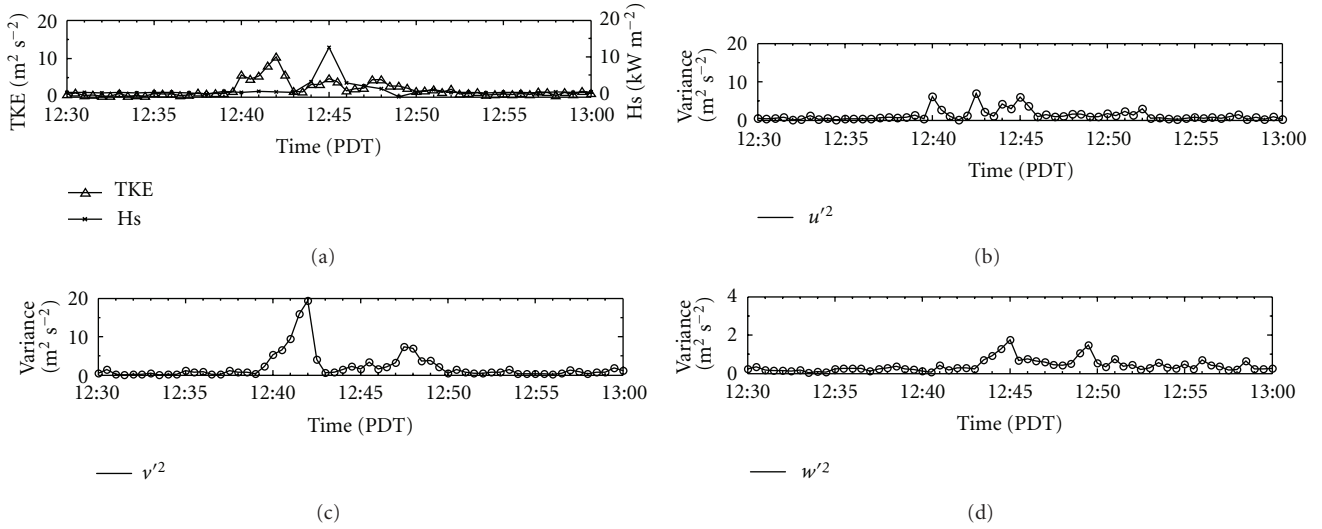 20
10
0
TKE (m² s⁻²)
20
10
0
Hs (kW m⁻²)
12:30 12:35 12:40 12:45 12:50 12:55 13:00
Time (PDT)
TKE
Hs
(a)
20
10
0
Variance
(m² s⁻²)
12:30 12:35 12:40 12:45 12:50 12:55 13:00
Time (PDT)
u′²
(b)
20
10
0
Variance
(m² s⁻²)
12:30 12:35 12:40 12:45 12:50 12:55 13:00
Time (PDT)
v′²
(c)
4
2
0
Variance
(m² s⁻²)
12:30 12:35 12:40 12:45 12:50 12:55 13:00
Time (PDT)
w′²
(d)